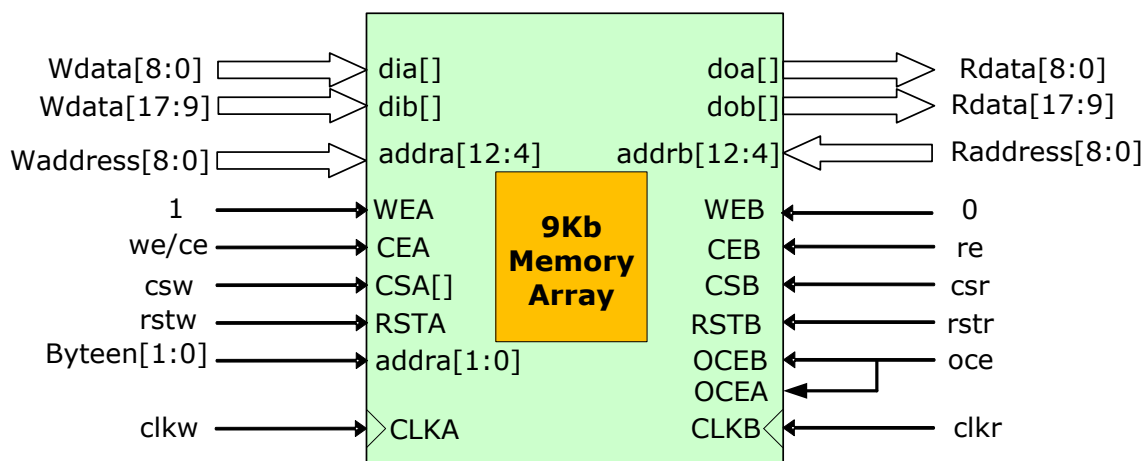 Wdata[8:0] dia[] doa[] Rdata[8:0]
Wdata[17:9] dib[] dob[] Rdata[17:9]
Waddress[8:0] addra[12:4] addrb[12:4] Raddress[8:0]
1 WEA WEB 0
we/ce CEA CEB re
csw CSA[] CSB csr
rstw RSTA RSTB rstr
Byteen[1:0] addra[1:0] OCEB oce
OCEA
clkw CLKA CLKB clkr
9Kb
Memory
Array